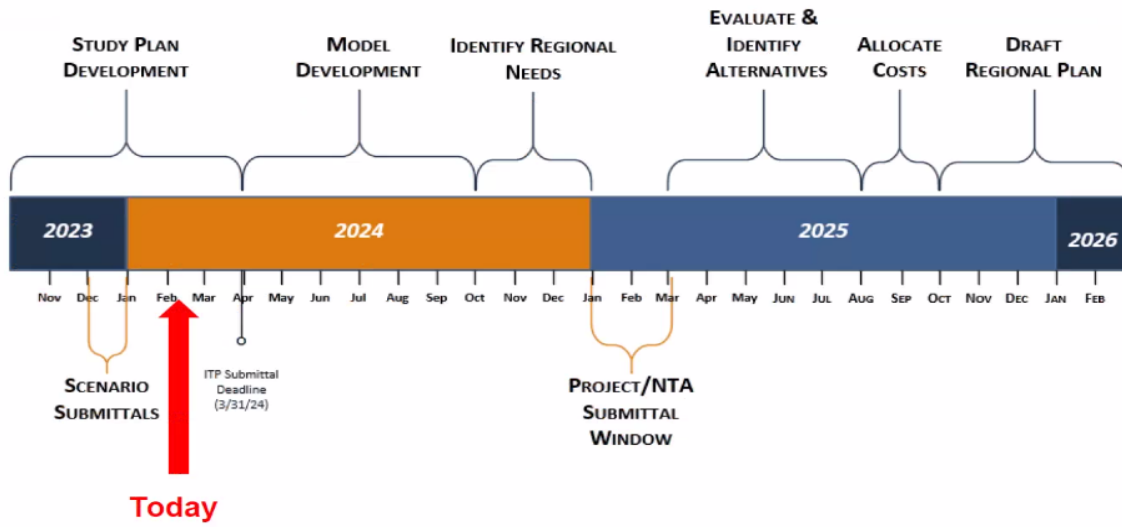 STUDY PLAN
DEVELOPMENT
MODEL
DEVELOPMENT
IDENTIFY REGIONAL
NEEDS
EVALUATE &
IDENTIFY
ALTERNATIVES
ALLOCATE
COSTS
DRAFT
REGIONAL PLAN
2023
2024
2025
2026
Nov Dec Jan Feb Mar Apr May Jun Jul Aug Sep Oct Nov Dec Jan Feb Mar Apr May Jun Jul Aug Sep Oct Nov Dec Jan Feb
SCENARIO
SUBMITTALS
ITP Submittal
Deadline
(3/31/24)
PROJECT/NTA
SUBMITTAL
WINDOW
Today